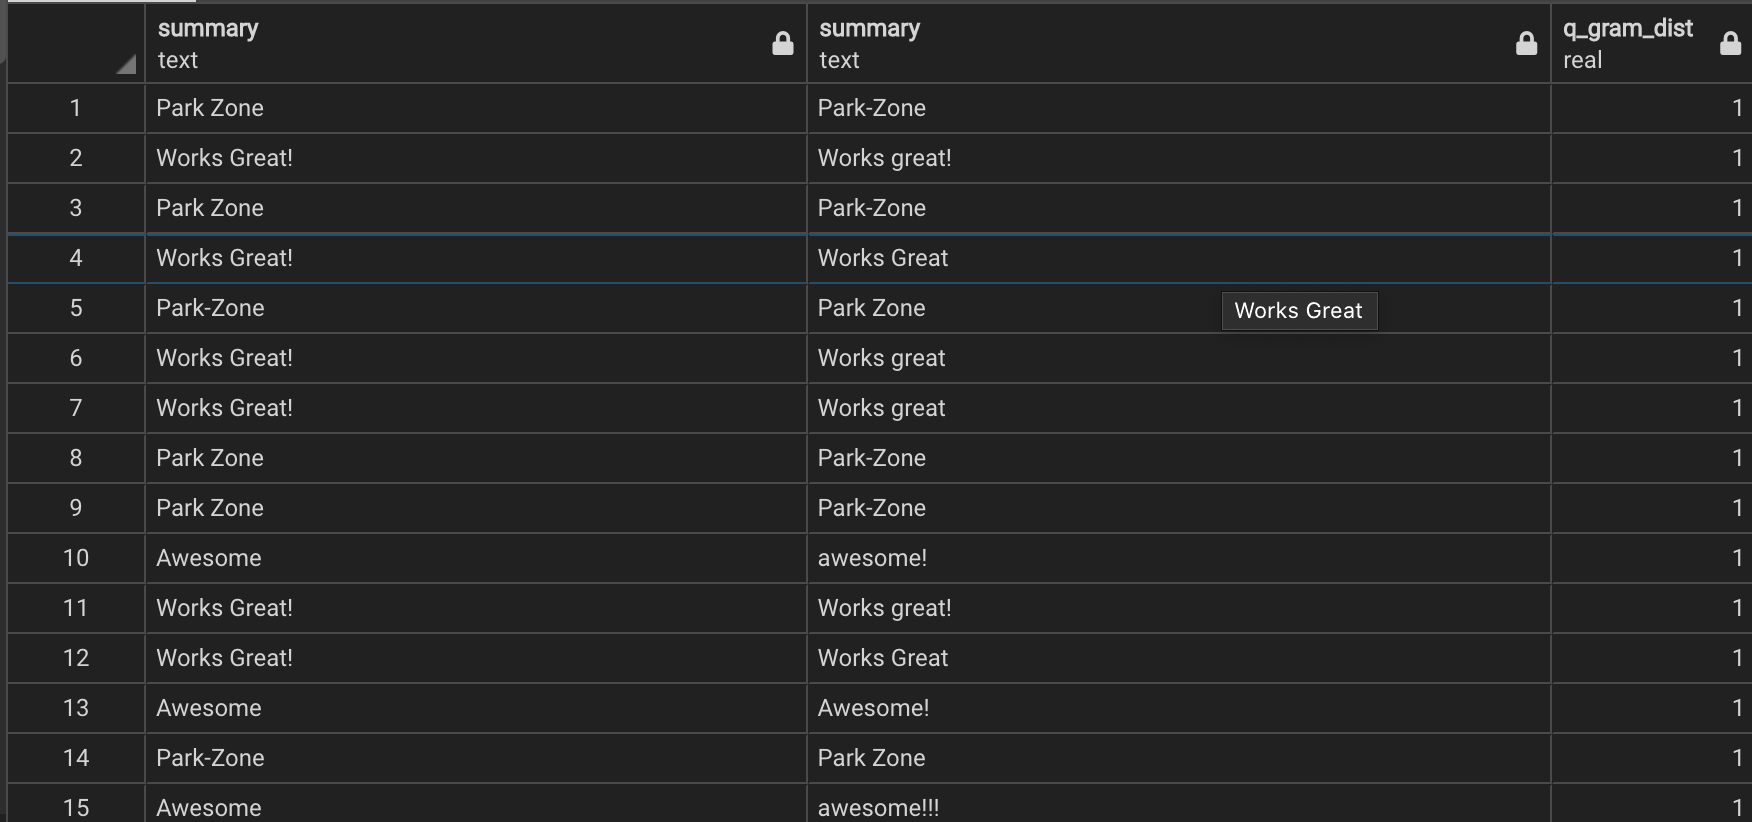 summary summary q_gram_dist
text text real
1 Park Zone Park-Zone 1
2 Works Great! Works great! 1
3 Park Zone Park-Zone 1
4 Works Great! Works Great 1
5 Park-Zone Park Zone Works Great 1
6 Works Great! Works great 1
7 Works Great! Works great 1
8 Park Zone Park-Zone 1
9 Park Zone Park-Zone 1
10 Awesome awesome! 1
11 Works Great! Works great! 1
12 Works Great! Works Great 1
13 Awesome Awesome! 1
14 Park-Zone Park Zone 1
15 Awesome awesome!!! 1